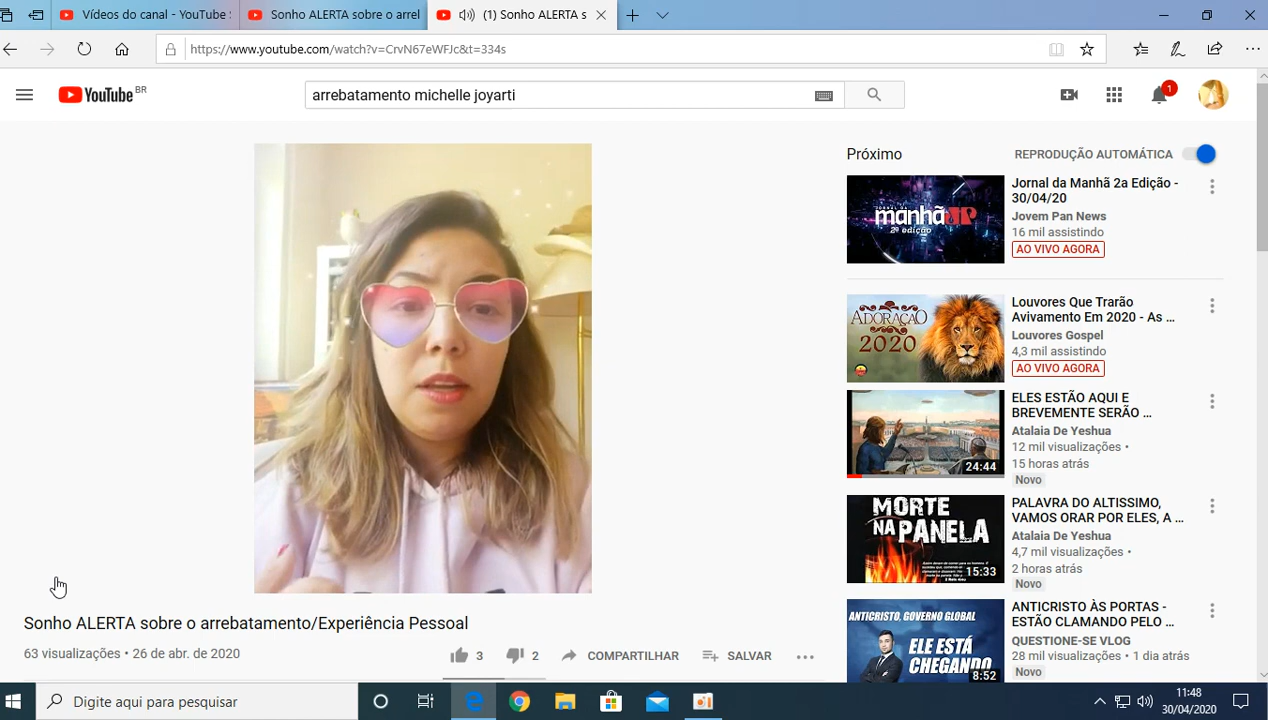 Vídeos do canal - YouTube
Sonho ALERTA sobre o arrel
(1) Sonho ALERTA s
https://www.youtube.com/watch?v=CrvN67eWFJc&t=334s
YouTube BR
arrebatamento michelle joyarti
1
Próximo
REPRODUÇÃO AUTOMÁTICA
manhã JP
2ª edição
Jornal da Manhã 2a Edição -
30/04/20
Jovem Pan News
16 mil assistindo
AO VIVO AGORA
ADORAÇÃO
2020
Louvores Que Trarão
Avivamento Em 2020 - As ...
Louvores Gospel
4,3 mil assistindo
AO VIVO AGORA
24:44
ELES ESTÃO AQUI E
BREVEMENTE SERÃO ...
Atalaia De Yeshua
12 mil visualizações •
15 horas atrás
Novo
MORTE
NA PANELA
15:33
PALAVRA DO ALTISSIMO,
VAMOS ORAR POR ELES, A ...
Atalaia De Yeshua
4,7 mil visualizações •
2 horas atrás
Novo
ANTICRISTO, GOVERNO GLOBAL
ELE ESTÁ
CHEGANDO
8:52
ANTICRISTO ÀS PORTAS -
ESTÃO CLAMANDO PELO ...
QUESTIONE-SE VLOG
28 mil visualizações • 1 dia atrás
Novo
Sonho ALERTA sobre o arrebatamento/Experiência Pessoal
63 visualizações • 26 de abr. de 2020
3
2
COMPARTILHAR
SALVAR
Digite aqui para pesquisar
11:48
30/04/2020